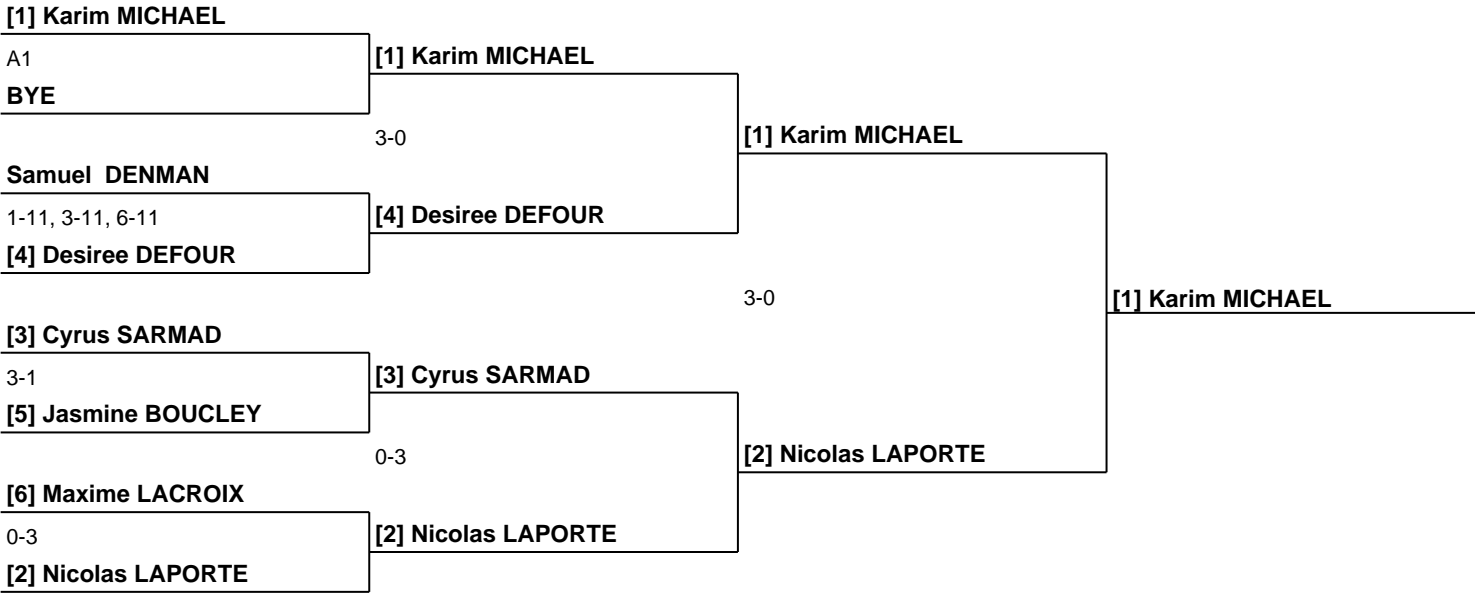 [1] Karim MICHAEL
A1
BYE
[1] Karim MICHAEL
3-0
Samuel  DENMAN
1-11, 3-11, 6-11
[4] Desiree DEFOUR
[4] Desiree DEFOUR
[1] Karim MICHAEL
3-0
[1] Karim MICHAEL
[3] Cyrus SARMAD
3-1
[5] Jasmine BOUCLEY
[3] Cyrus SARMAD
0-3
[2] Nicolas LAPORTE
[6] Maxime LACROIX
0-3
[2] Nicolas LAPORTE
[2] Nicolas LAPORTE